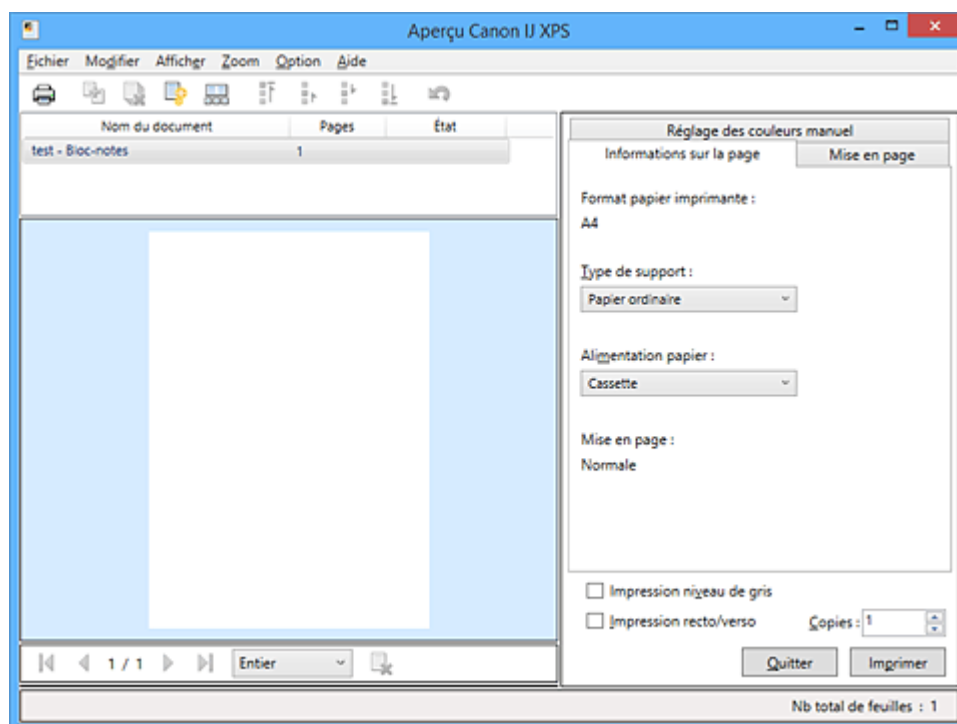 Aperçu Canon IJ XPS
Fichier Modifier Afficher Zoom Option Aide
Nom du document Pages État
test - Bloc-notes 1
Réglage des couleurs manuel
Informations sur la page Mise en page
Format papier imprimante :
A4
Type de support :
Papier ordinaire
Alimentation papier :
Cassette
Mise en page :
Normale
Impression niveau de gris
Impression recto/verso Copies : 1
1 / 1 Entier
Quitter Imprimer
Nb total de feuilles : 1